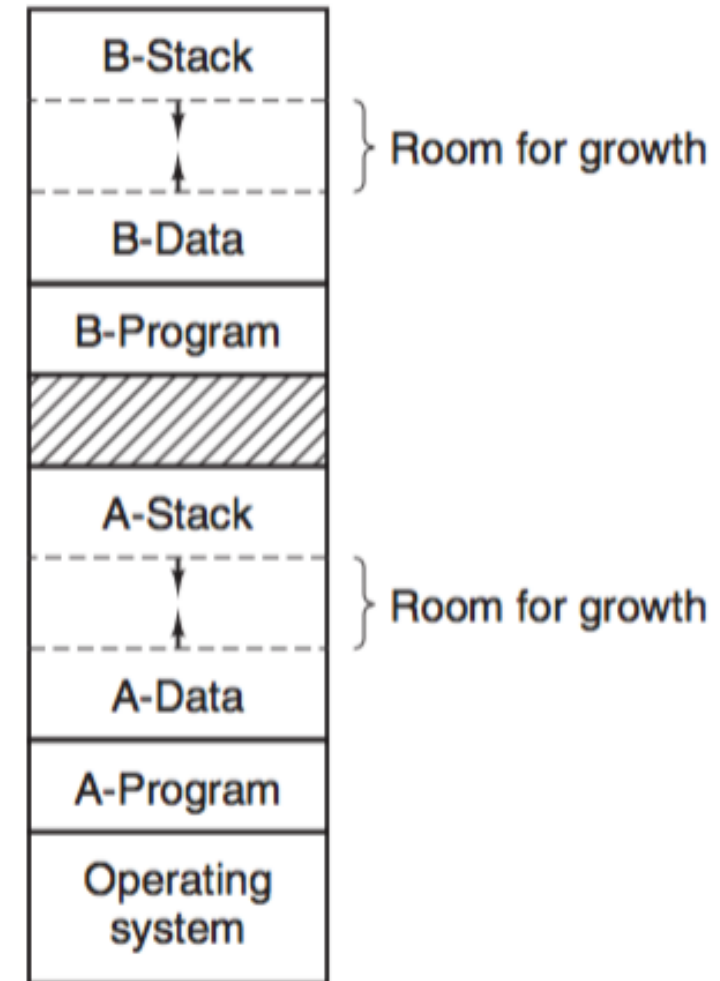 B-Stack
Room for growth
B-Data
B-Program
A-Stack
Room for growth
A-Data
A-Program
Operating
system